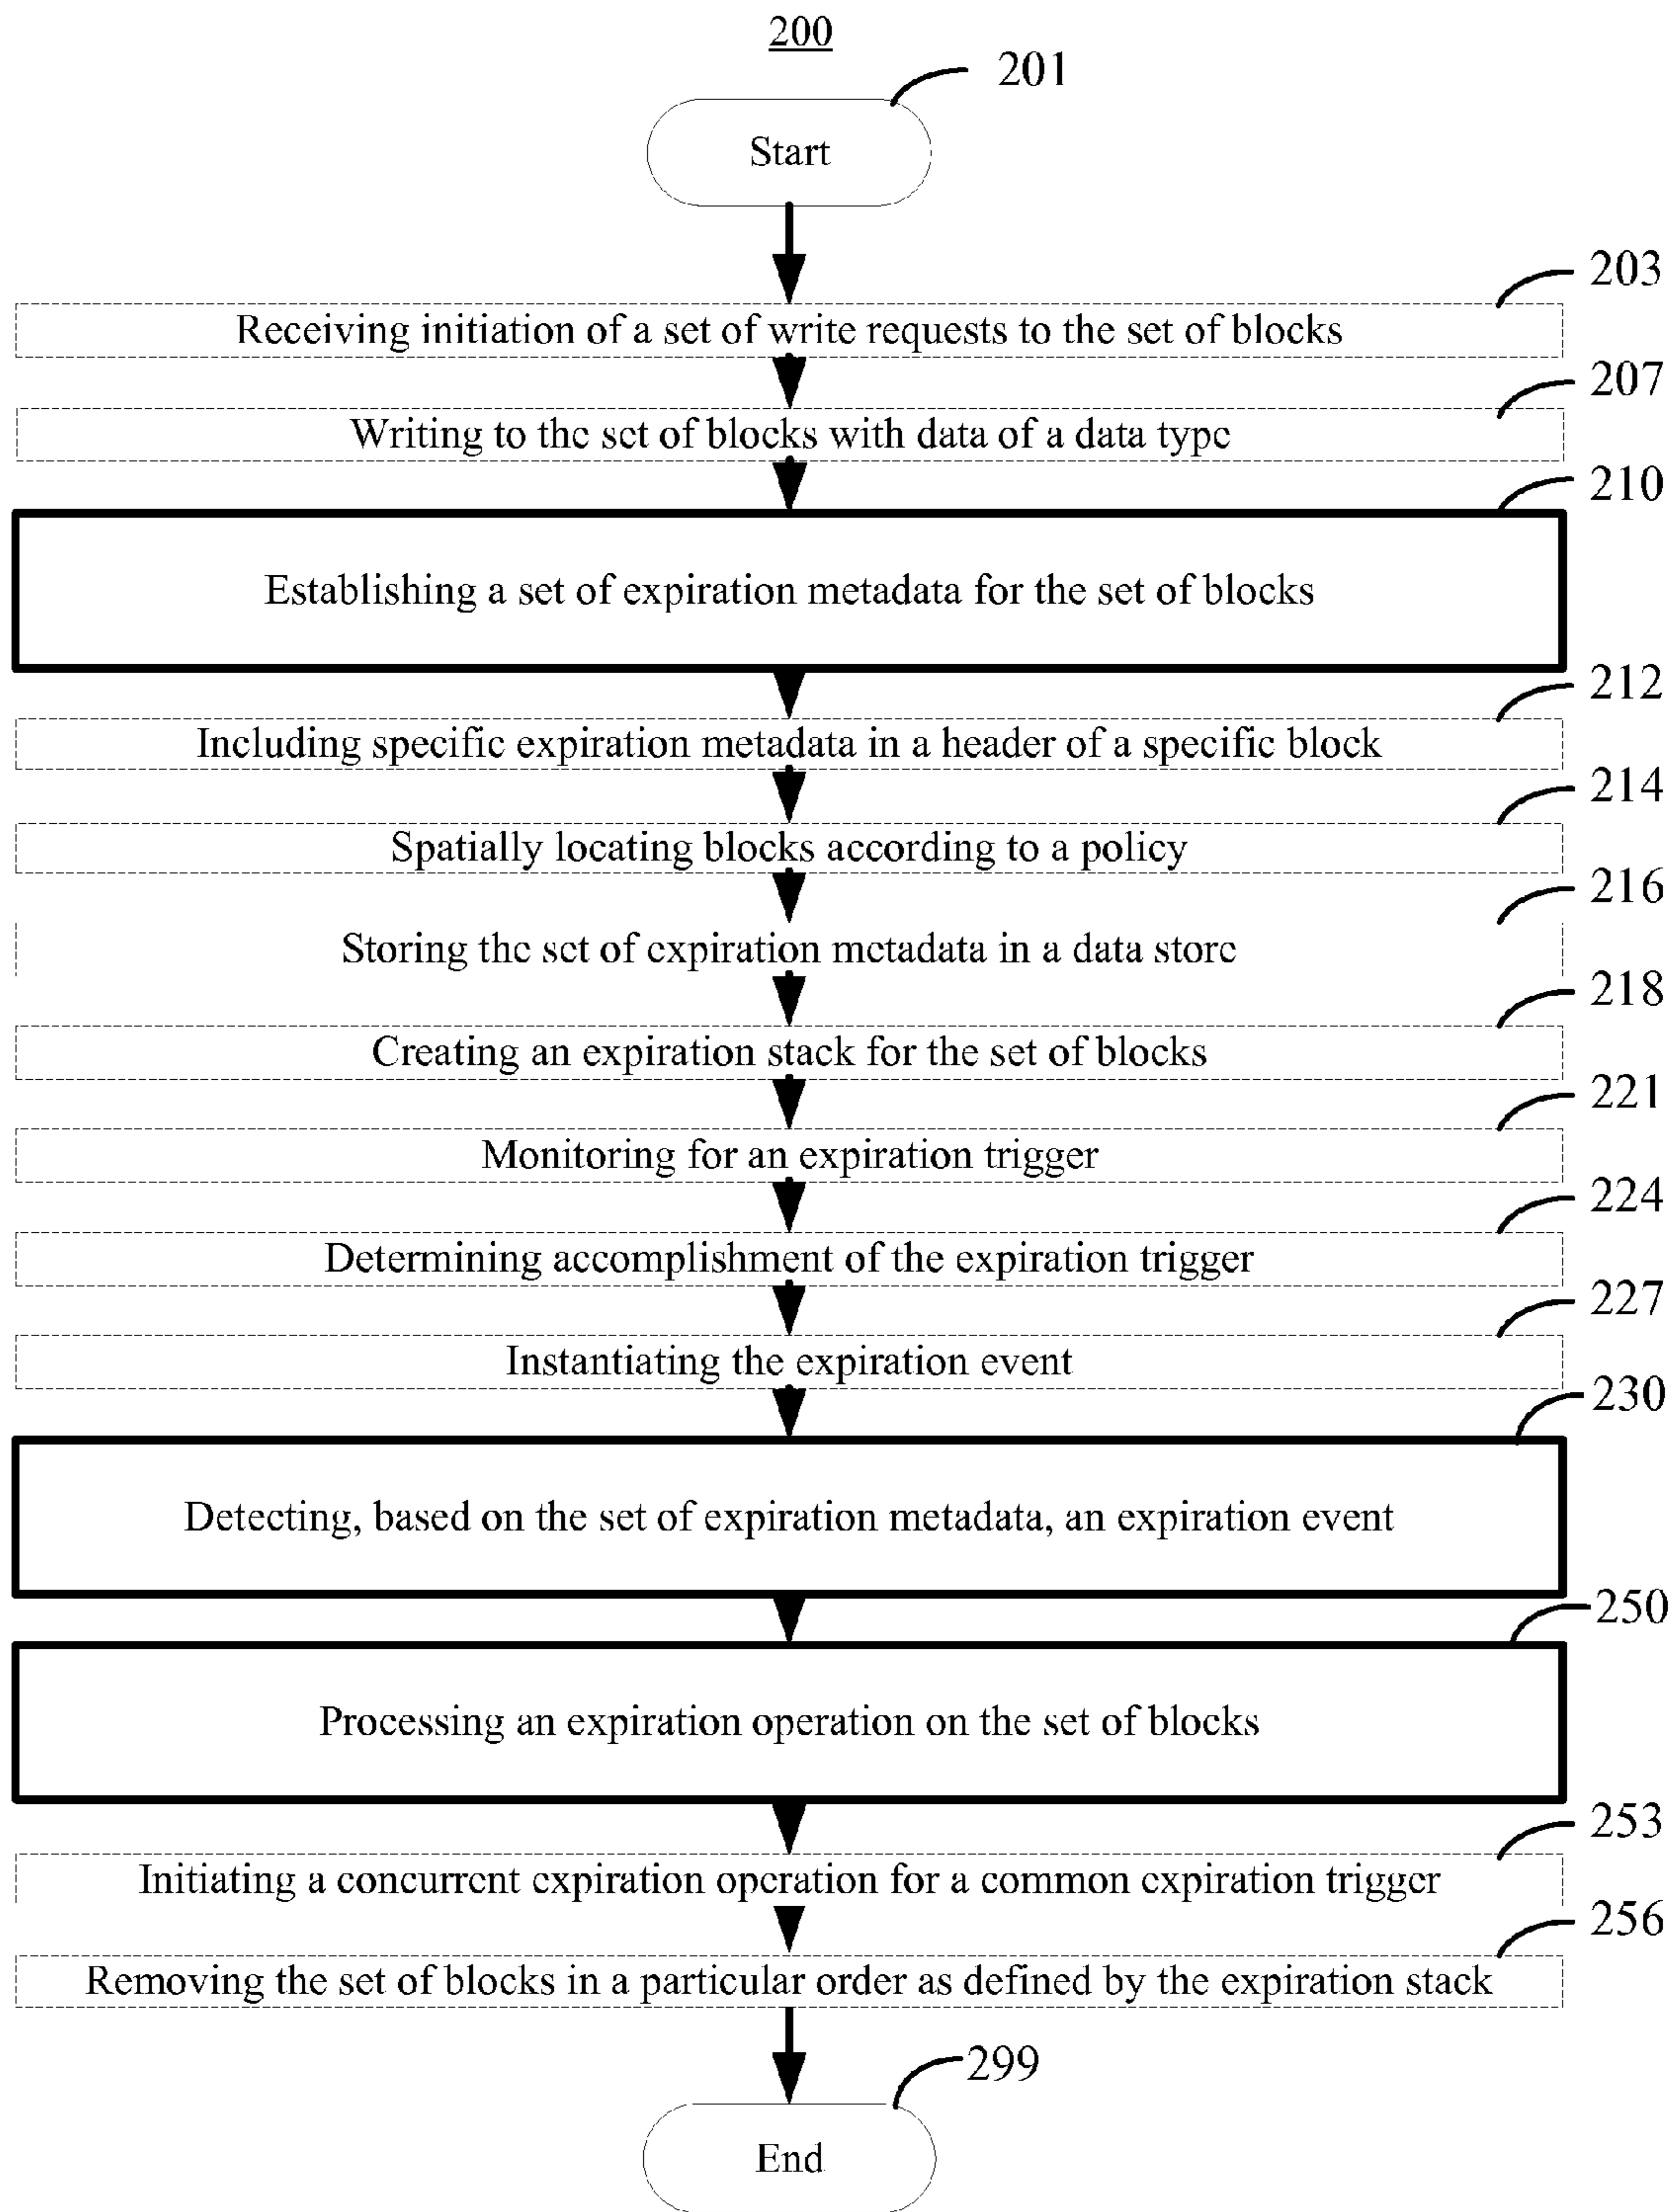 200
201
Start
203
Receiving initiation of a set of write requests to the set of blocks
207
Writing to the set of blocks with data of a data type
210
Establishing a set of expiration metadata for the set of blocks
212
Including specific expiration metadata in a header of a specific block
214
Spatially locating blocks according to a policy
216
Storing the set of expiration metadata in a data store
218
Creating an expiration stack for the set of blocks
221
Monitoring for an expiration trigger
224
Determining accomplishment of the expiration trigger
227
Instantiating the expiration event
230
Detecting, based on the set of expiration metadata, an expiration event
250
Processing an expiration operation on the set of blocks
253
Initiating a concurrent expiration operation for a common expiration trigger
256
Removing the set of blocks in a particular order as defined by the expiration stack
299
End